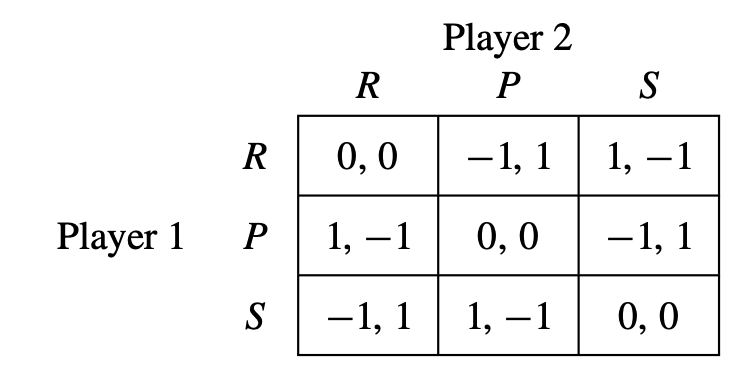 Player 2
R P S
R 0, 0 −1, 1 1, −1
Player 1 P 1, −1 0, 0 −1, 1
S −1, 1 1, −1 0, 0